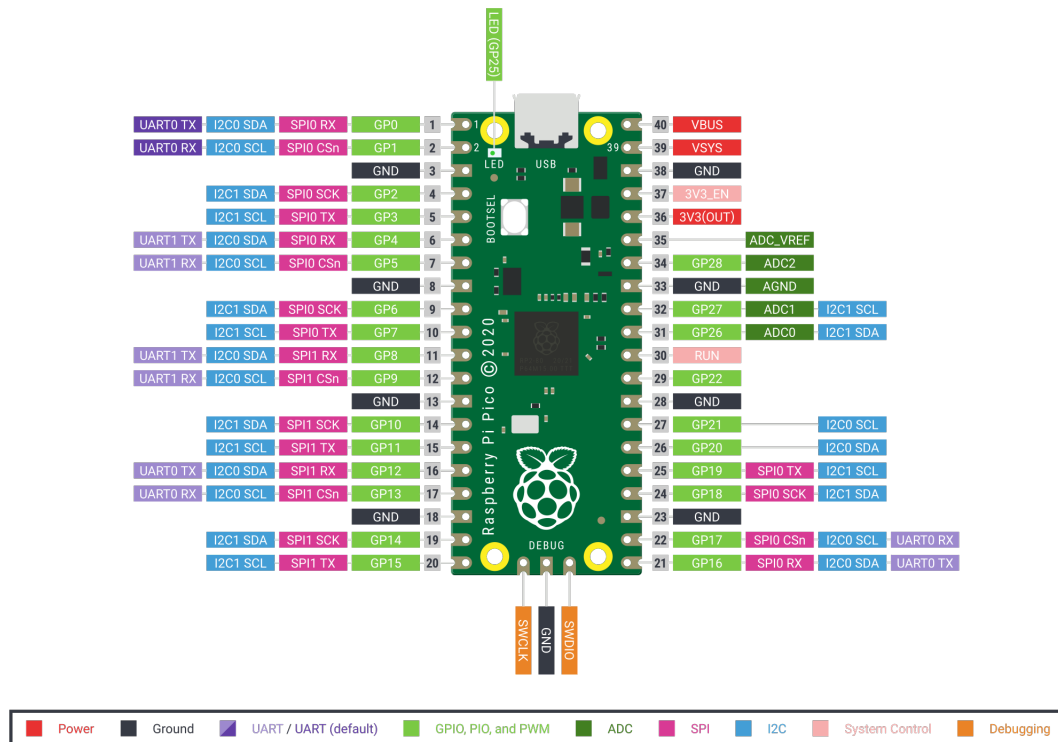 LED (GP25)
UART0 TX I2C0 SDA SPI0 RX GP0 1 1 40 VBUS
UART0 RX I2C0 SCL SPI0 CSn GP1 2 2 LED USB 39 39 VSYS
GND 3 38 GND
I2C1 SDA SPI0 SCK GP2 4 37 3V3_EN
I2C1 SCL SPI0 TX GP3 5 BOOTSEL 36 3V3(OUT)
UART1 TX I2C0 SDA SPI0 RX GP4 6 35 ADC_VREF
UART1 RX I2C0 SCL SPI0 CSn GP5 7 34 GP28 ADC2
GND 8 33 GND AGND
I2C1 SDA SPI0 SCK GP6 9 32 GP27 ADC1 I2C1 SCL
I2C1 SCL SPI0 TX GP7 10 31 GP26 ADC0 I2C1 SDA
UART1 TX I2C0 SDA SPI1 RX GP8 11 30 RUN
UART1 RX I2C0 SCL SPI1 CSn GP9 12 29 GP22
GND 13 28 GND
I2C1 SDA SPI1 SCK GP10 14 27 GP21 I2C0 SCL
I2C1 SCL SPI1 TX GP11 15 26 GP20 I2C0 SDA
UART0 TX I2C0 SDA SPI1 RX GP12 16 25 GP19 SPI0 TX I2C1 SCL
UART0 RX I2C0 SCL SPI1 CSn GP13 17 24 GP18 SPI0 SCK I2C1 SDA
GND 18 23 GND
I2C1 SDA SPI1 SCK GP14 19 22 GP17 SPI0 CSn I2C0 SCL UART0 RX
I2C1 SCL SPI1 TX GP15 20 21 GP16 SPI0 RX I2C0 SDA UART0 TX
Raspberry Pi Pico ©2020
DEBUG
SWCLK GND SWDIO
Power Ground UART / UART (default) GPIO, PIO, and PWM ADC SPI I2C System Control Debugging